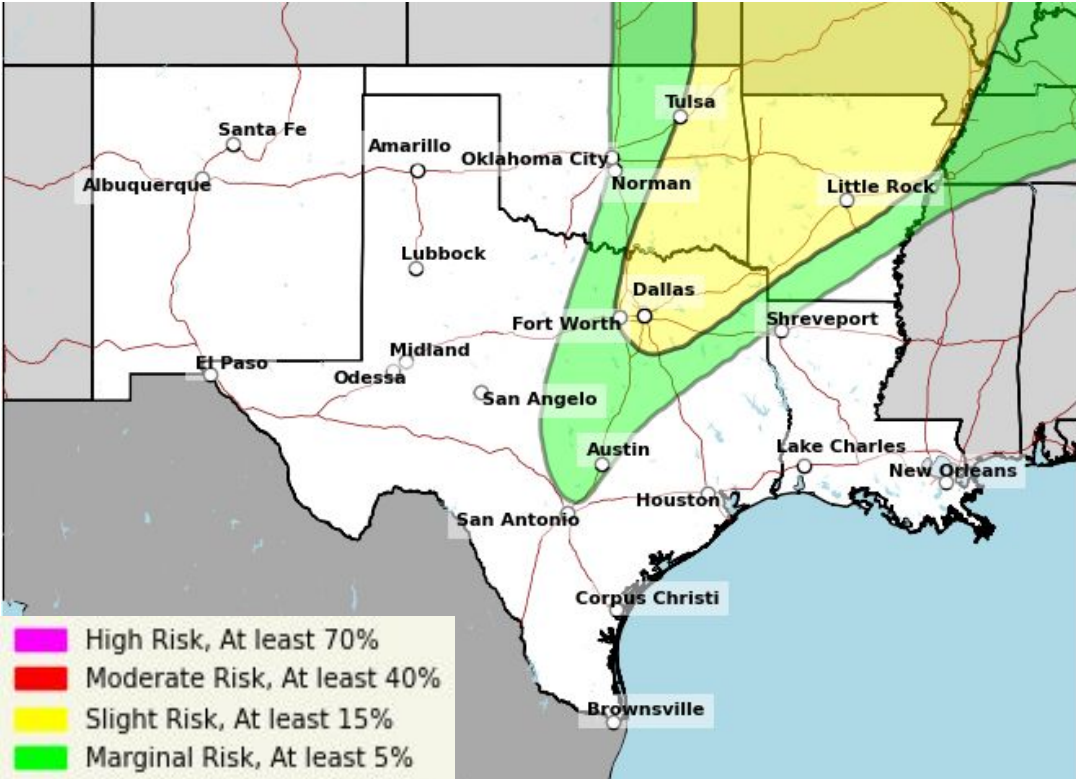 Tulsa
Santa Fe
Amarillo
Oklahoma City
Albuquerque
Norman
Little Rock
Lubbock
Dallas
Fort Worth
Shreveport
Midland
El Paso
Odessa
San Angelo
Austin
Lake Charles
New Orleans
Houston
San Antonio
Corpus Christi
High Risk, At least 70%
Moderate Risk, At least 40%
Slight Risk, At least 15%
Brownsville
Marginal Risk, At least 5%